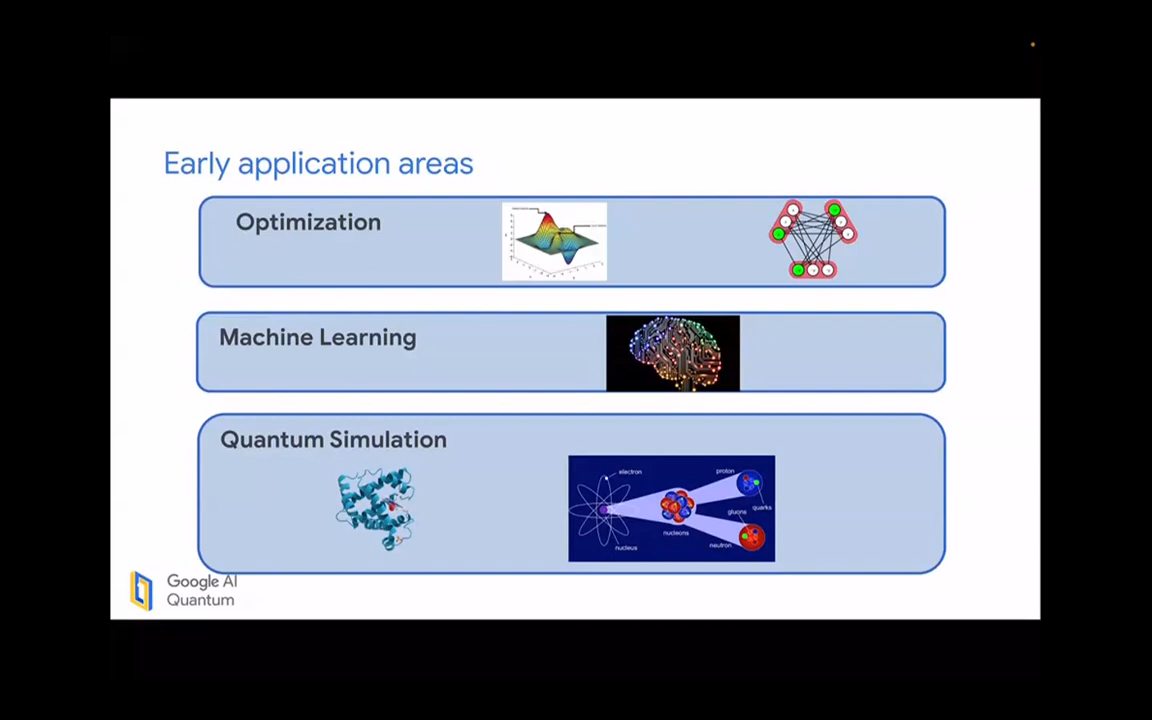 Early application areas
Optimization
Machine Learning
Quantum Simulation
electron
proton
quarks
gluons
nucleons
neutron
nucleus
Google AI
Quantum